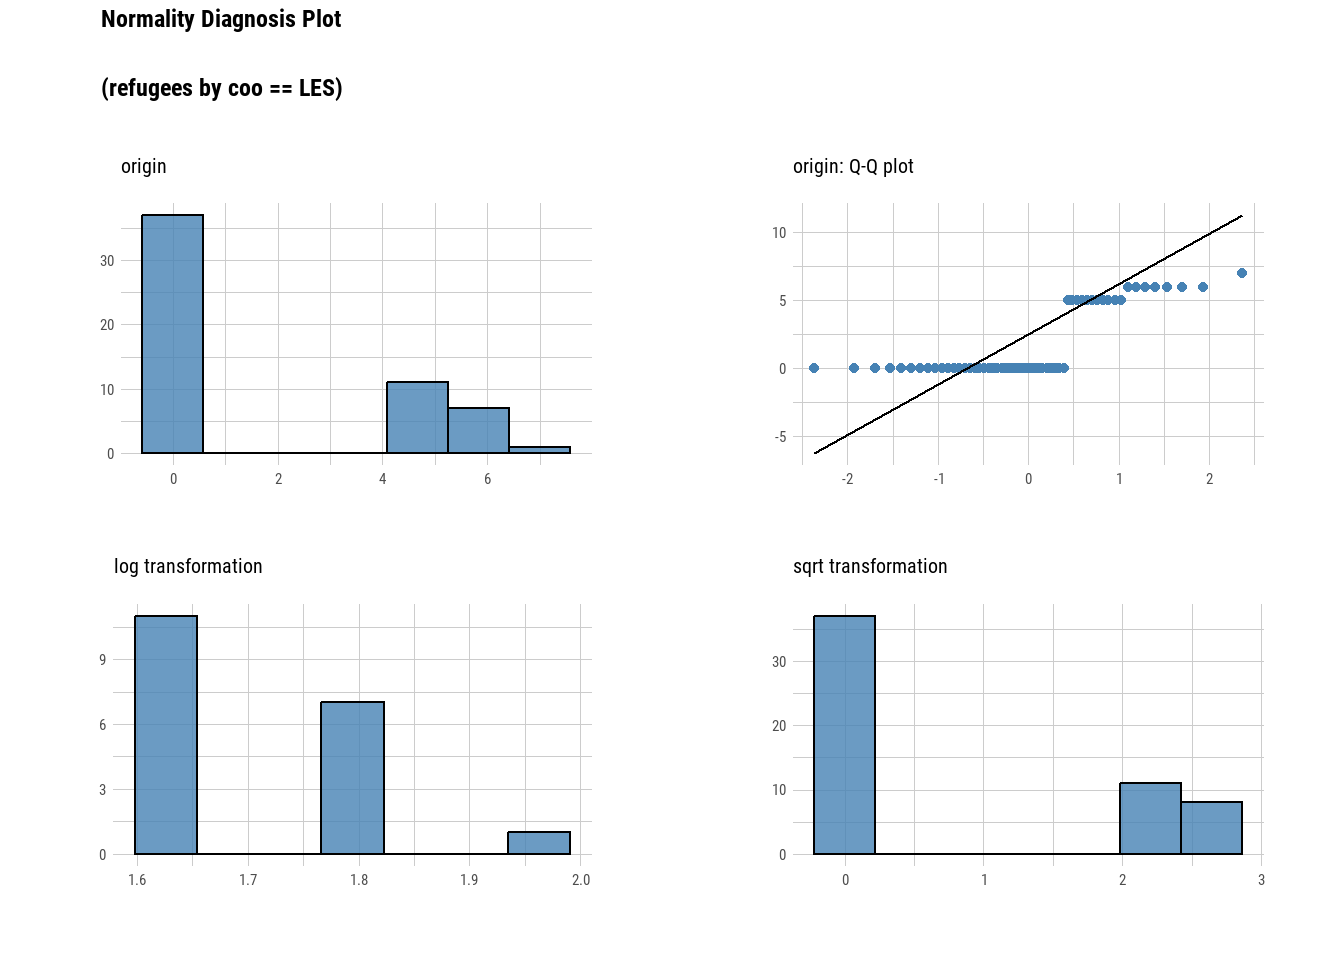 Normality Diagnosis Plot
(refugees by coo == LES)
origin
30
20
10
0
0 2 4 6
origin: Q-Q plot
10
5
0
-5
-2 -1 0 1 2
log transformation
9
6
3
0
1.6 1.7 1.8 1.9 2.0
sqrt transformation
30
20
10
0
0 1 2 3